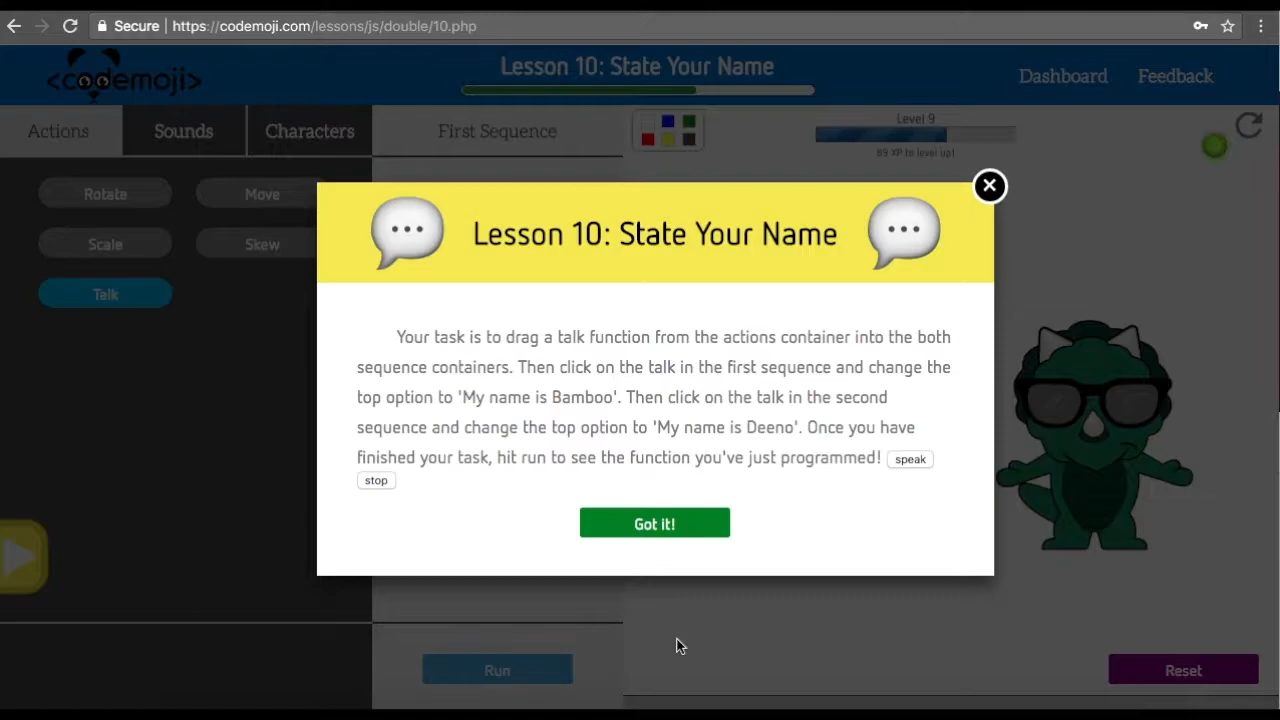 Secure | https://codemoji.com/lessons/js/double/10.php
<codemoji>
Lesson 10: State Your Name
Dashboard
Feedback
Actions
Sounds
Characters
First Sequence
Level 9
89 XP to level up!
Rotate
Move
Scale
Skew
Talk
Lesson 10: State Your Name
Your task is to drag a talk function from the actions container into the both
sequence containers. Then click on the talk in the first sequence and change the
top option to 'My name is Bamboo'. Then click on the talk in the second
sequence and change the top option to 'My name is Deeno'. Once you have
finished your task, hit run to see the function you've just programmed! speak
stop
Got it!
Run
Reset